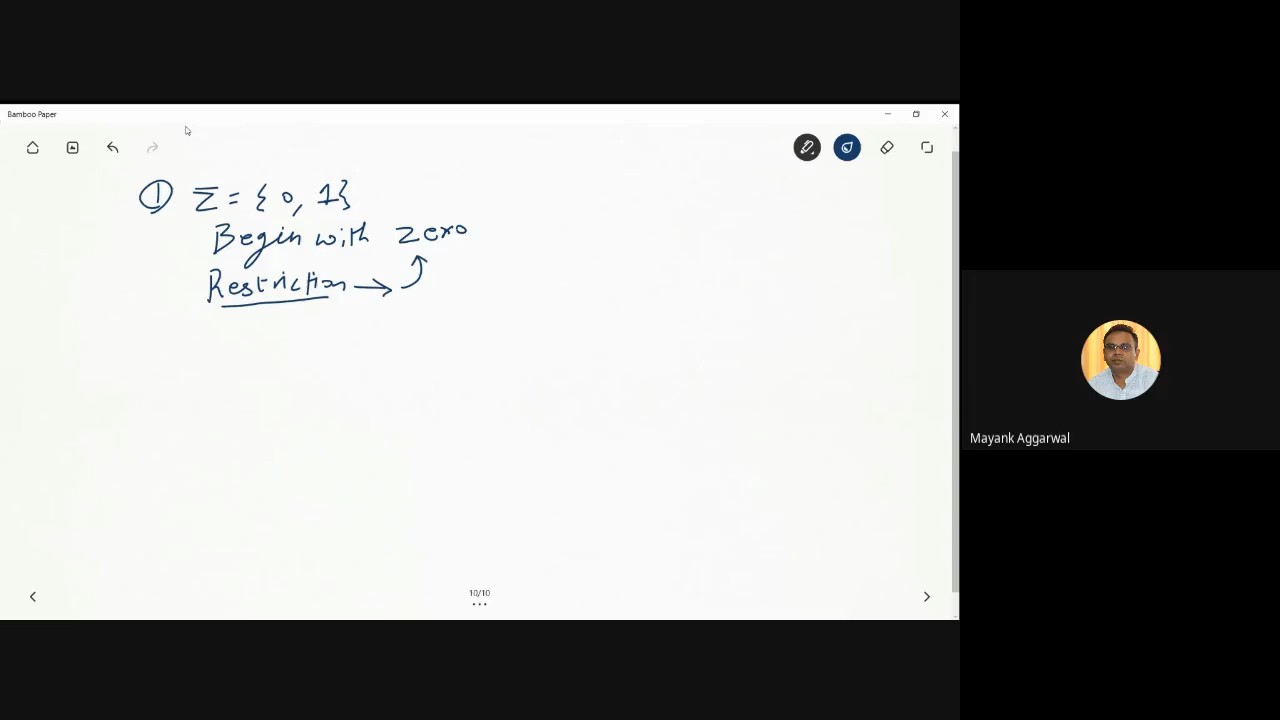 Bamboo Paper
① Σ = { 0, 1}
Begin with zero
Restriction →
Mayank Aggarwal
10/10